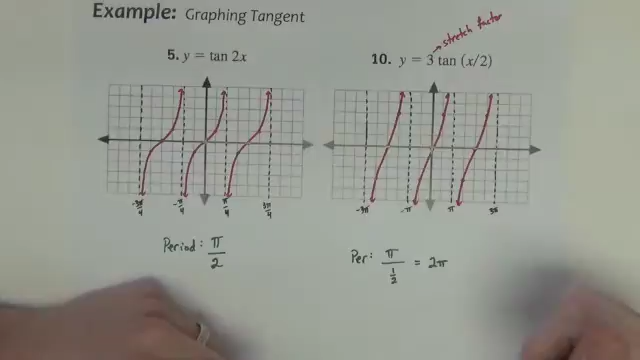 Example: Graphing Tangent
stretch factor
5. y = tan 2x
10. y = 3 tan (x/2)
-3π/4 -π/4 π/4 3π/4
-3π -π π 3π
Period: π/2
Per: π/(1/2) = 2π